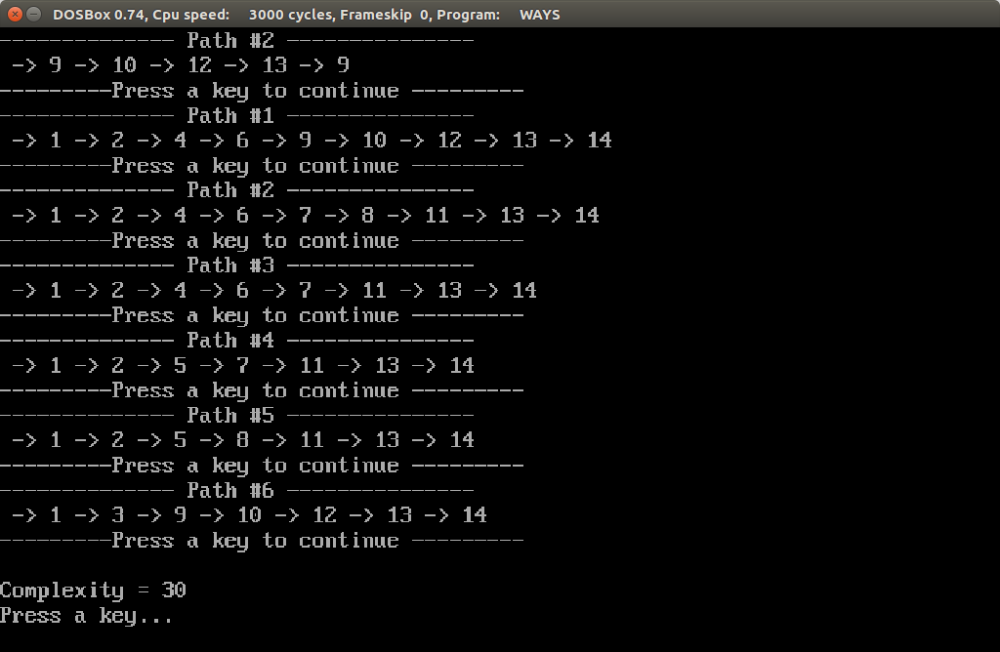 DOSBox 0.74, Cpu speed:    3000 cycles, Frameskip  0, Program:    WAYS
-------------- Path #2 ---------------
 -> 9 -> 10 -> 12 -> 13 -> 9
---------Press a key to continue ---------
-------------- Path #1 ---------------
 -> 1 -> 2 -> 4 -> 6 -> 9 -> 10 -> 12 -> 13 -> 14
---------Press a key to continue ---------
-------------- Path #2 ---------------
 -> 1 -> 2 -> 4 -> 6 -> 7 -> 8 -> 11 -> 13 -> 14
---------Press a key to continue ---------
-------------- Path #3 ---------------
 -> 1 -> 2 -> 4 -> 6 -> 7 -> 11 -> 13 -> 14
---------Press a key to continue ---------
-------------- Path #4 ---------------
 -> 1 -> 2 -> 5 -> 7 -> 11 -> 13 -> 14
---------Press a key to continue ---------
-------------- Path #5 ---------------
 -> 1 -> 2 -> 5 -> 8 -> 11 -> 13 -> 14
---------Press a key to continue ---------
-------------- Path #6 ---------------
 -> 1 -> 3 -> 9 -> 10 -> 12 -> 13 -> 14
---------Press a key to continue ---------
Complexity = 30
Press a key...